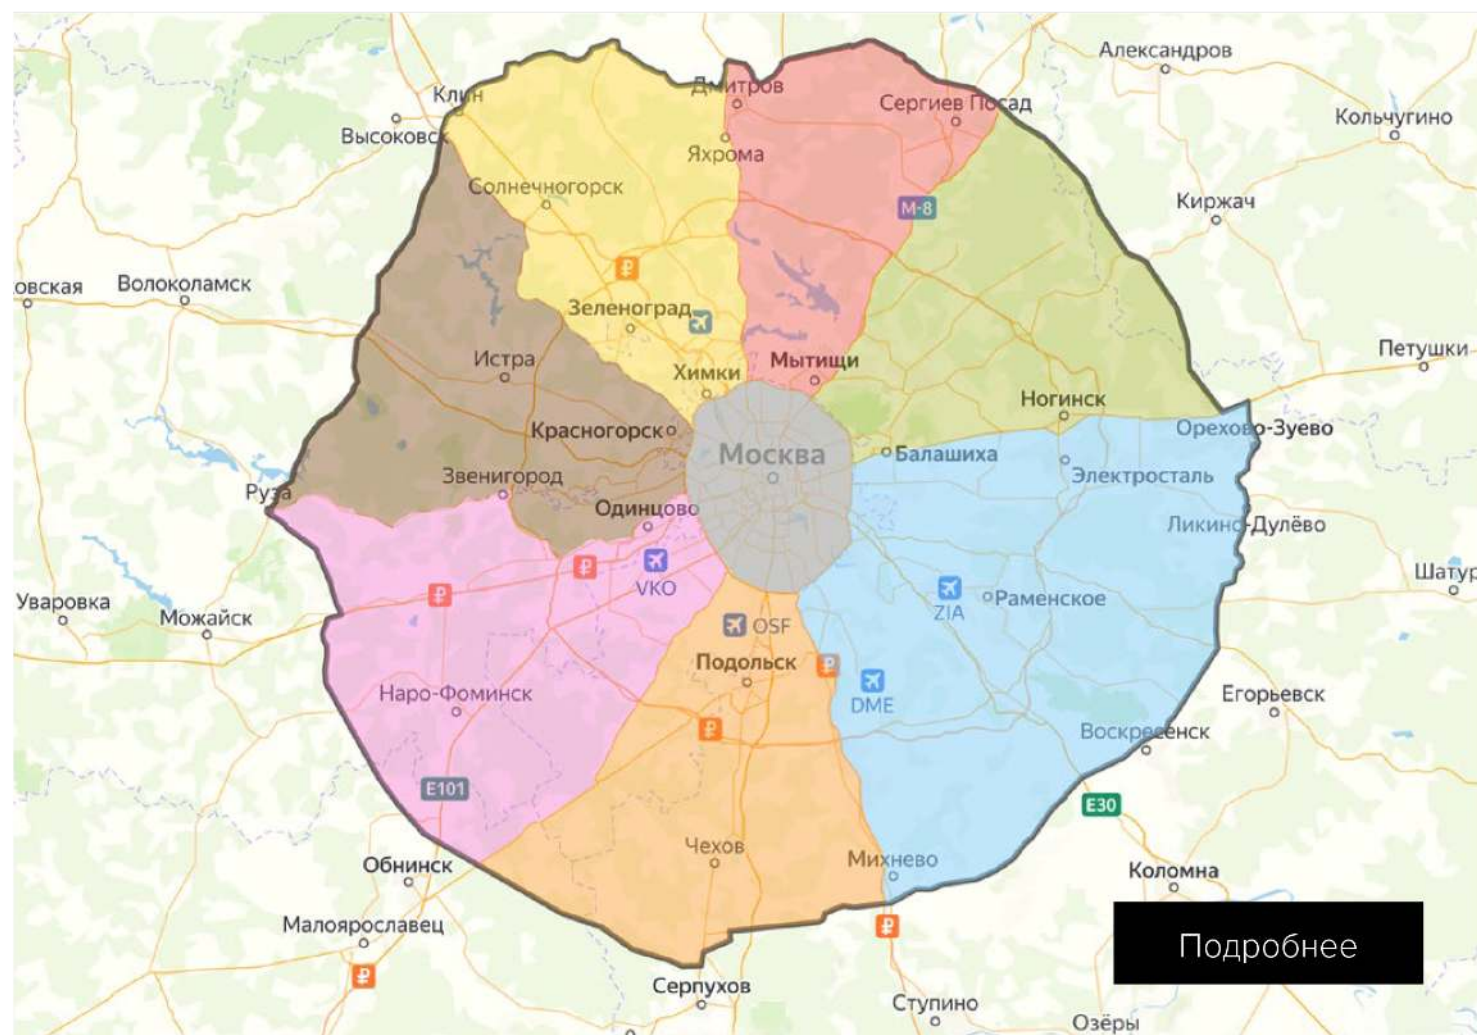 Александров
Клин
Дмитров
Сергиев Посад
Кольчугино
Высоковск
Яхрома
Солнечногорск
М-8
Киржач
овская
Волоколамск
₽
Зеленоград
Истра
Химки
Мытищи
Петушки
Ногинск
Красногорск
Москва
Балашиха
Орехово-Зуево
Руза
Звенигород
Электросталь
Одинцово
Ликино-Дулёво
₽
VKO
₽
ZIA
Раменское
Шатур
Уваровка
Можайск
OSF
Подольск
₽
DME
Наро-Фоминск
₽
Егорьевск
Воскресенск
E101
E30
Чехов
Михнево
Обнинск
Коломна
Малоярославец
₽
Подробнее
₽
Серпухов
Ступино
Озёры